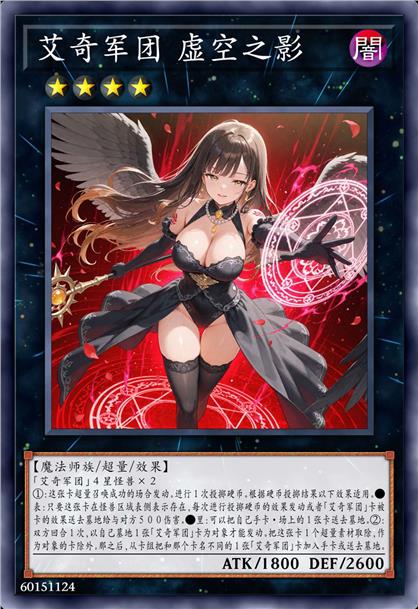 艾奇军团 虚空之影
闇
【魔法师族/超量/效果】
「艾奇军团」4星怪兽×2
①:这张卡超量召唤成功的场合发动。进行1次投掷硬币,根据硬币投掷结果以下效果适用。●
表:只要这张卡在怪兽区域表侧表示存在,每次进行投掷硬币的效果发动或者「艾奇军团」卡被
卡的效果送去墓地给与对方500伤害。●里:可以把自己手卡·场上的1张卡送去墓地。②:
双方回合1次,以自己墓地1张「艾奇军团」卡为对象才能发动。把这张卡1个超量素材取除,作
为对象的卡除外,那之后,从卡组把和那个卡名不同的1张「艾奇军团」卡加入手卡或送去墓地。
ATK/1800 DEF/2600
60151124